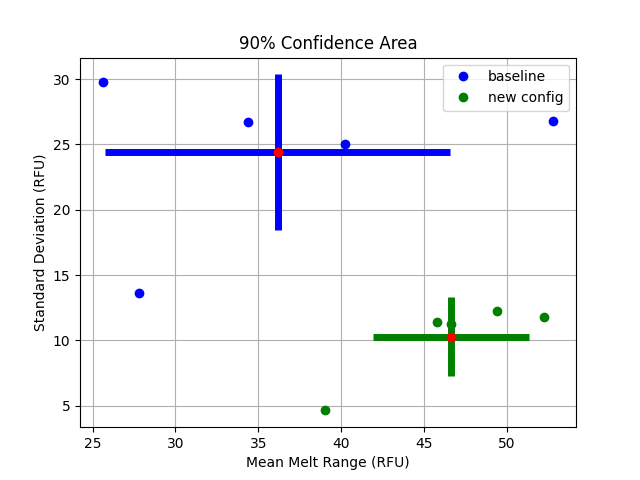 90% Confidence Area
baseline
new config
Standard Deviation (RFU)
30
25
20
15
10
5
25 30 35 40 45 50
Mean Melt Range (RFU)